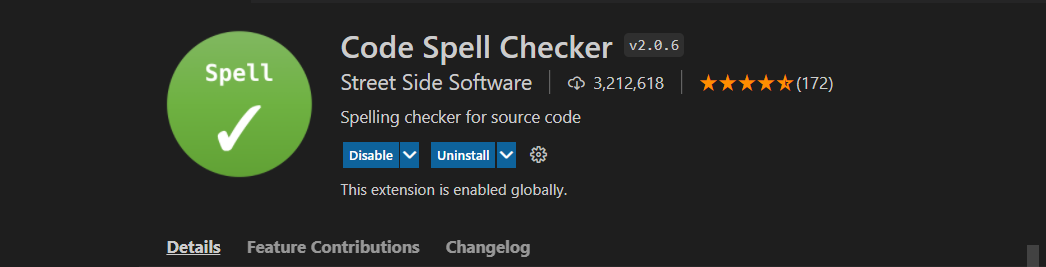 Spell
Code Spell Checker v2.0.6
Street Side Software 3,212,618 (172)
Spelling checker for source code
Disable Uninstall
This extension is enabled globally.
Details Feature Contributions Changelog